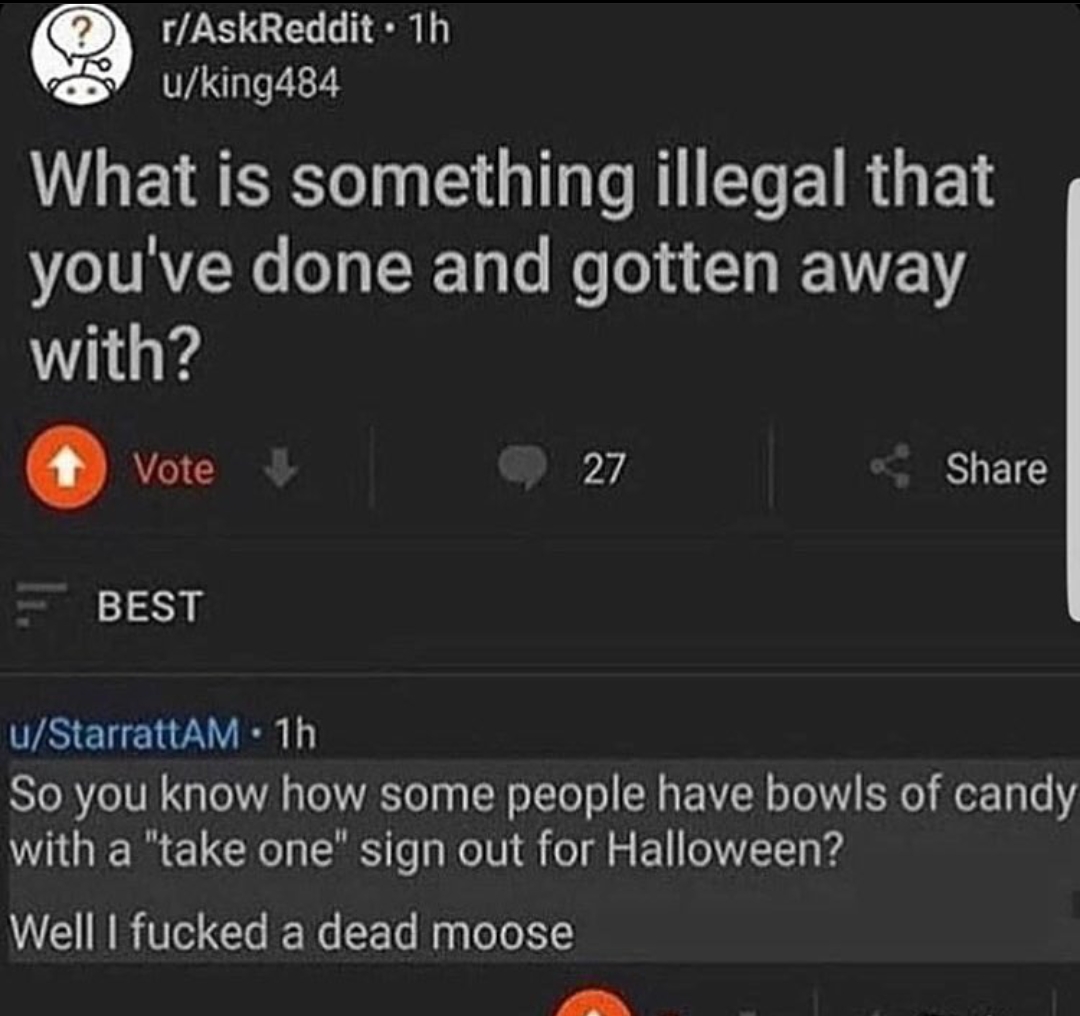 r/AskReddit • 1h
u/king484
What is something illegal that
you've done and gotten away
with?
Vote
27
Share
BEST
u/StarrattAM • 1h
So you know how some people have bowls of candy
with a "take one" sign out for Halloween?
Well I fucked a dead moose